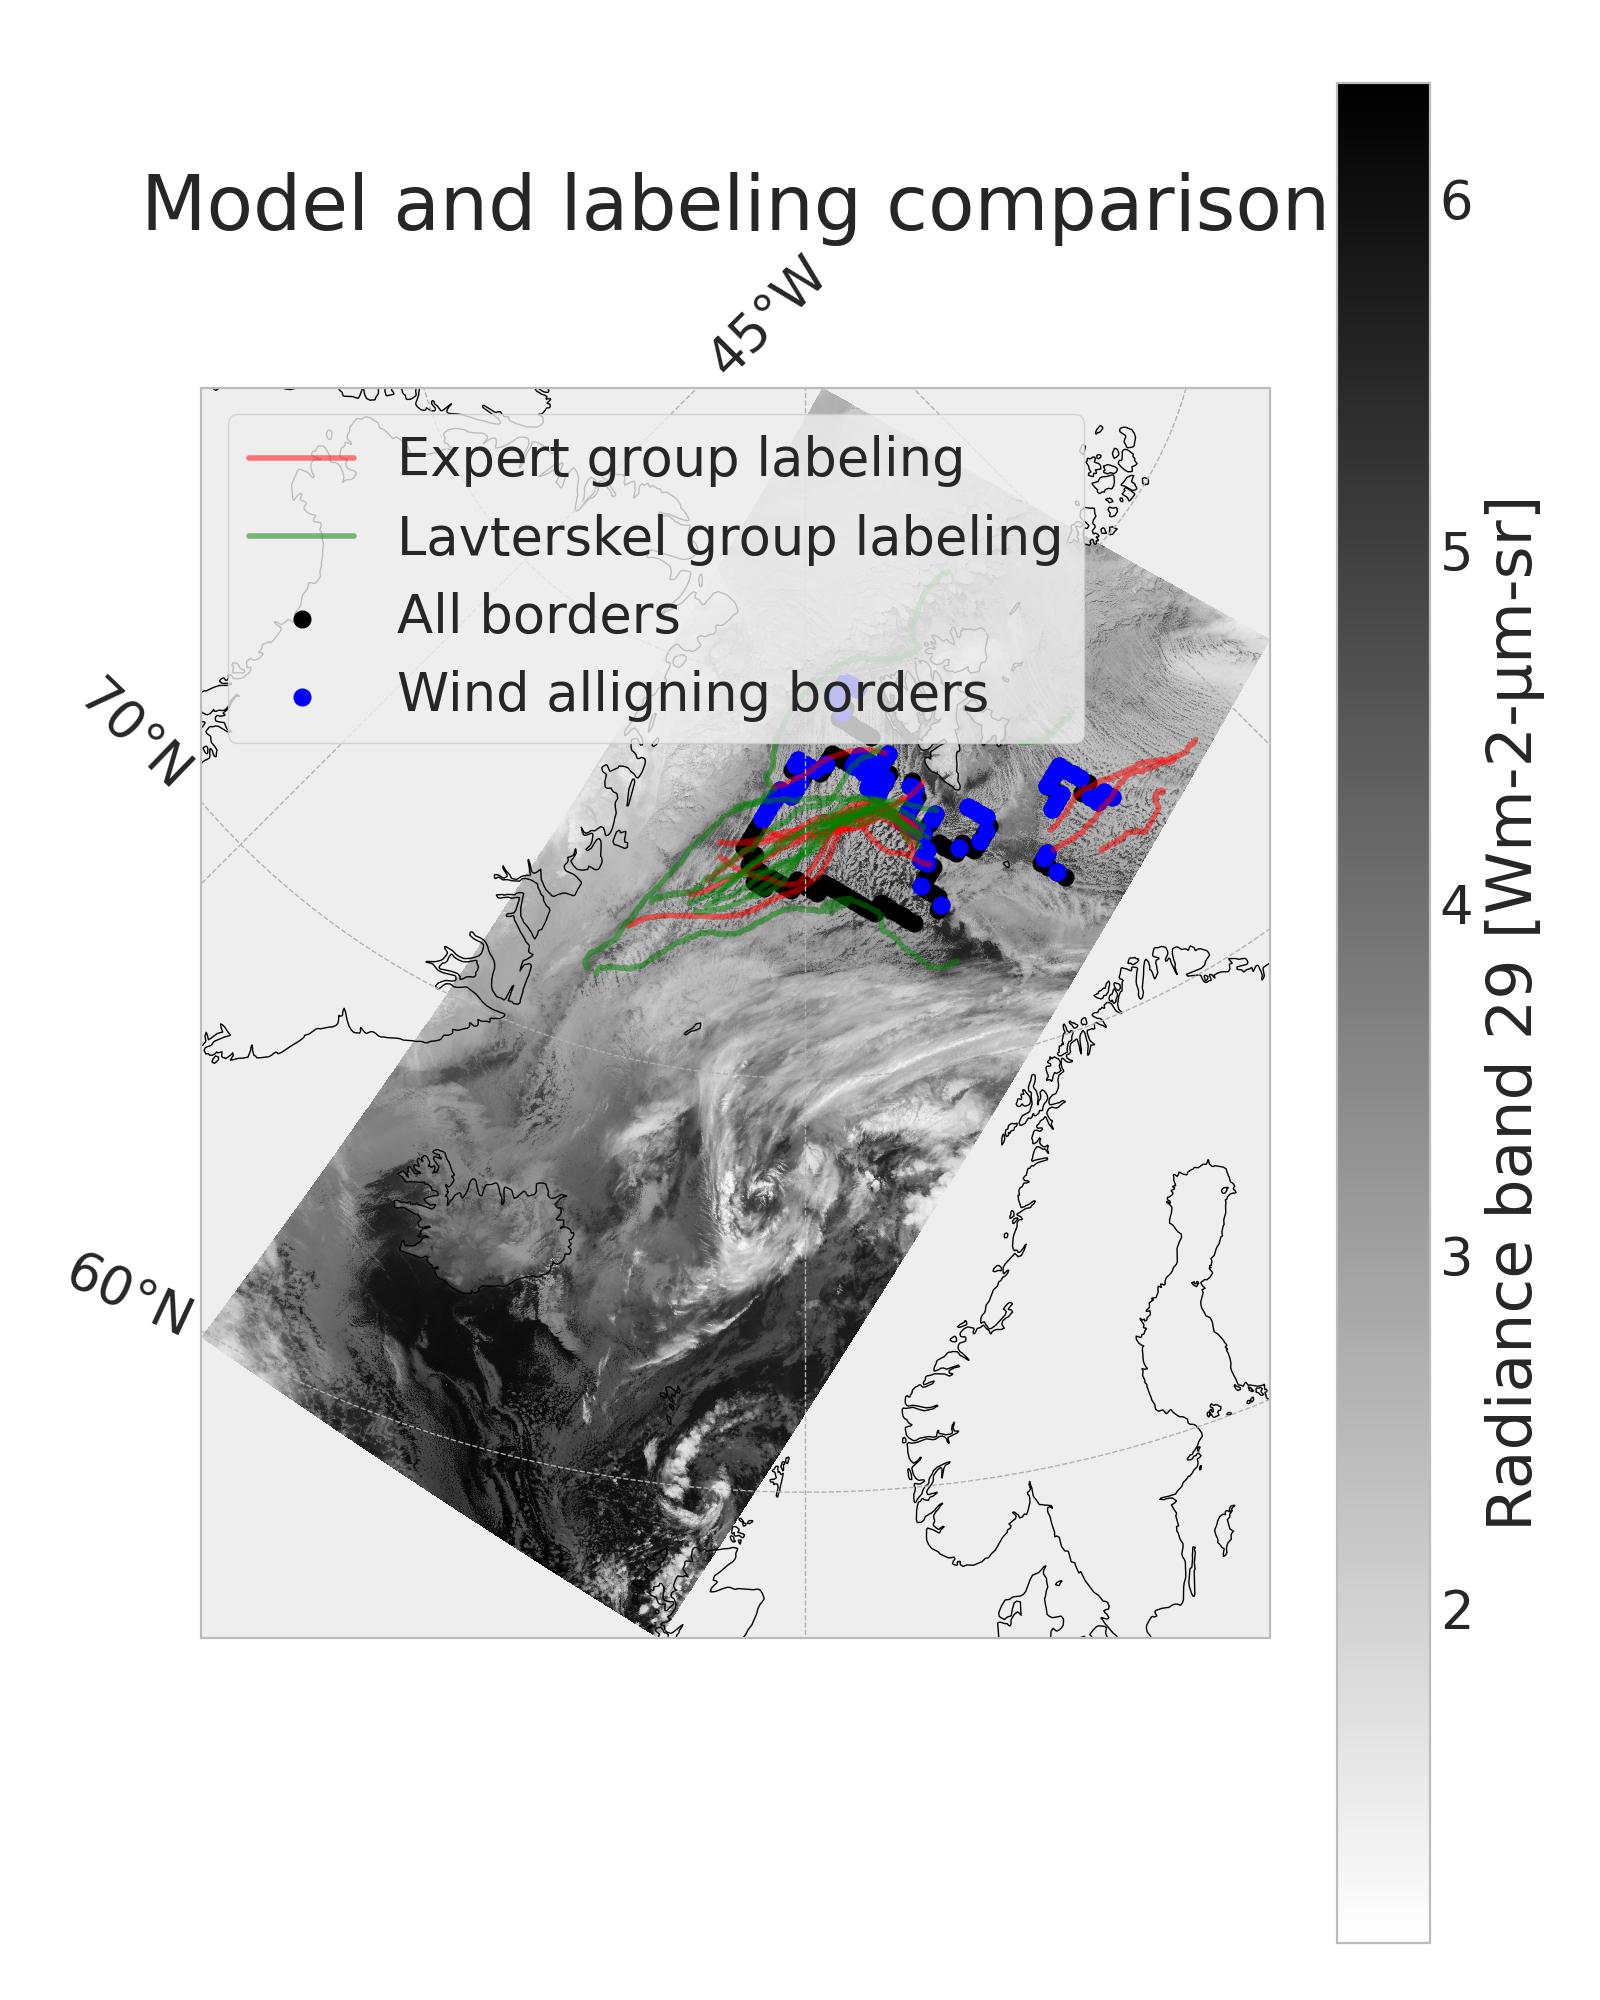 Model and labeling comparison
45°W
Expert group labeling
Lavterskel group labeling
All borders
Wind alligning borders
70°N
60°N
6
5
4
3
2
Radiance band 29 [Wm-2-μm-sr]